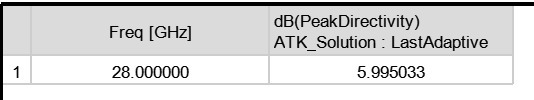 Freq [GHz]
dB(PeakDirectivity)
ATK_Solution : LastAdaptive
1 28.000000 5.995033